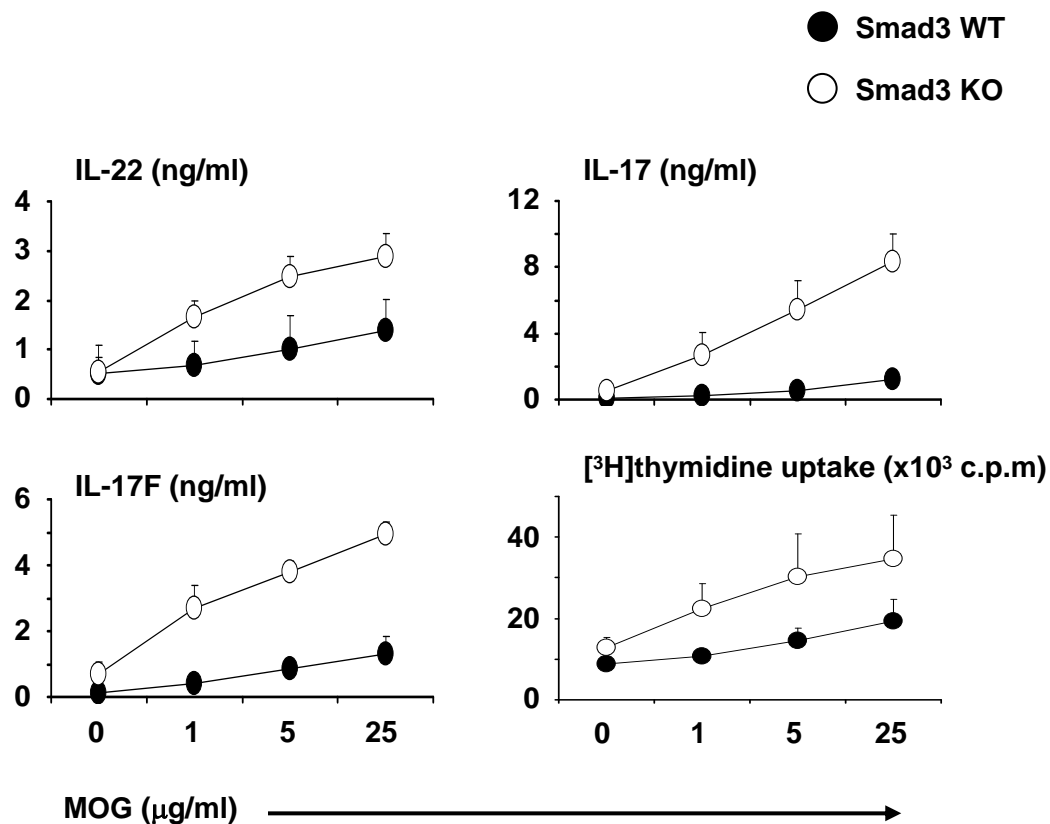 Smad3 WT
Smad3 KO
IL-22 (ng/ml)
4
3
2
1
0
IL-17 (ng/ml)
12
8
4
0
IL-17F (ng/ml)
6
4
2
0
0 1 5 25
[³H]thymidine uptake (x10³ c.p.m)
40
20
0
0 1 5 25
MOG (μg/ml)